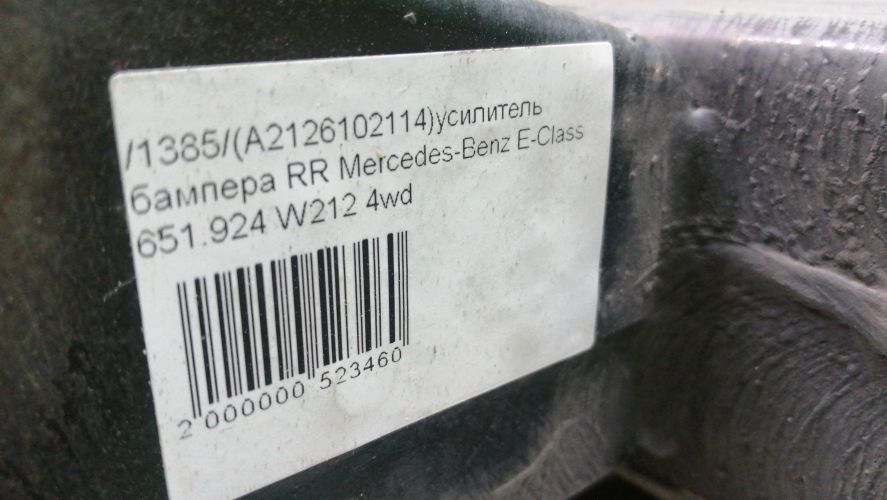 /1385/(A2126102114)усилитель
бампера RR Mercedes-Benz E-Class
651.924 W212 4wd
2 000000 523460